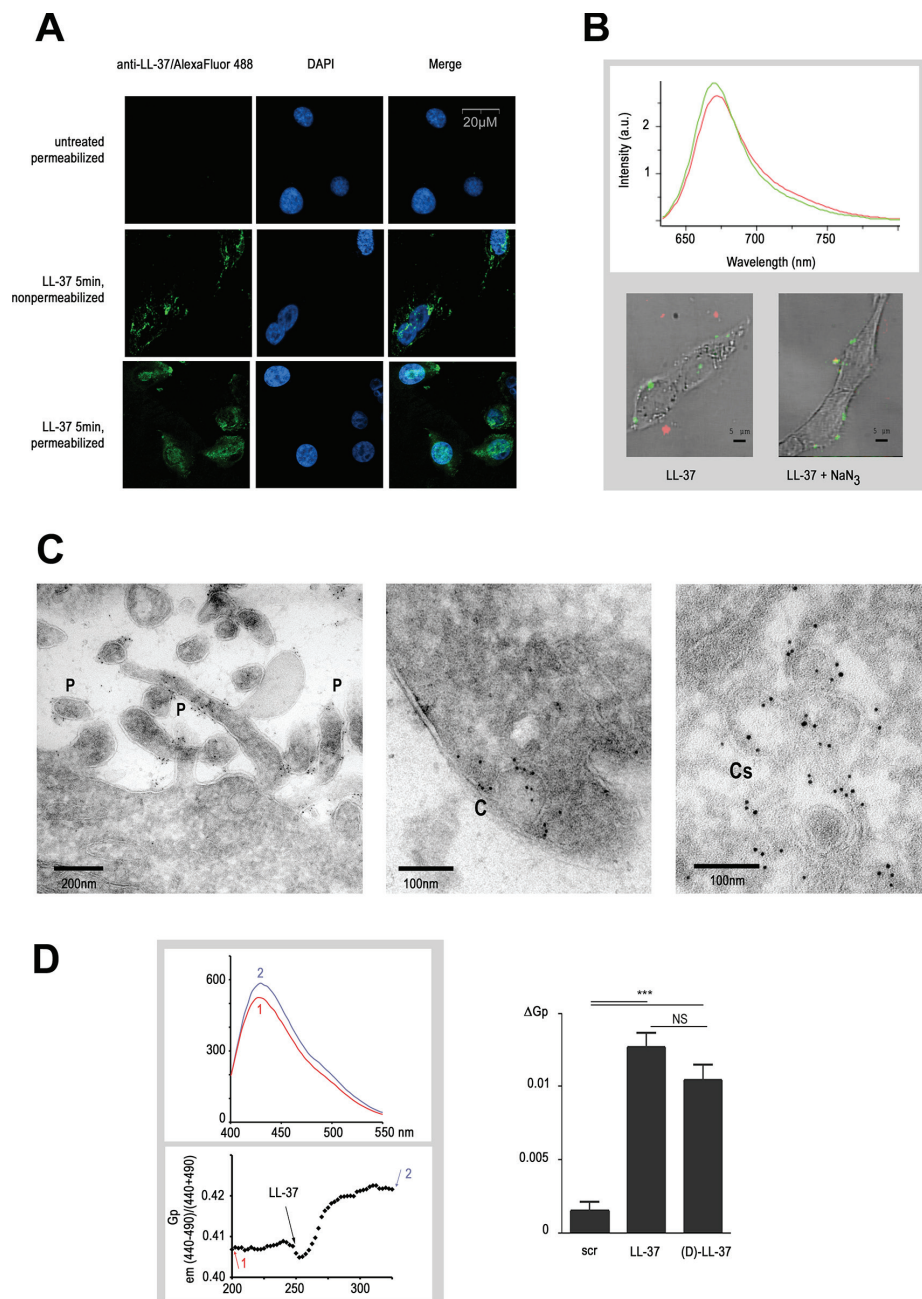 A
anti-LL-37/AlexaFluor 488 DAPI Merge
20µM
untreated
permeabilized
LL-37 5min,
nonpermeabilized
LL-37 5min,
permeabilized
B
Intensity (a.u.)
2
1
650 700 750
Wavelength (nm)
5 µm
5 µm
LL-37 LL-37 + NaN3
C
P P P
200nm
C
100nm
Cs
100nm
D
600
300
0
2
1
400 450 500 550 nm
Gp
em (440-490)/(440+490)
0.42
0.41
0.40
LL-37
2
1
200 250 300
ΔGp
0.01
0.005
0
***
NS
scr LL-37 (D)-LL-37